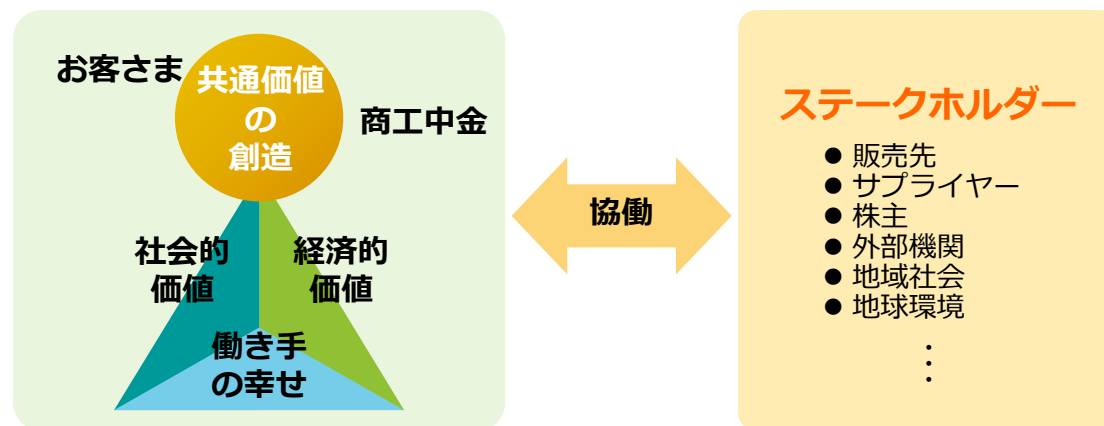 お客さま
共通価値
の
創造
商工中金
社会的
価値
経済的
価値
働き手
の幸せ
協働
ステークホルダー
● 販売先
● サプライヤー
● 株主
● 外部機関
● 地域社会
● 地球環境
⋮